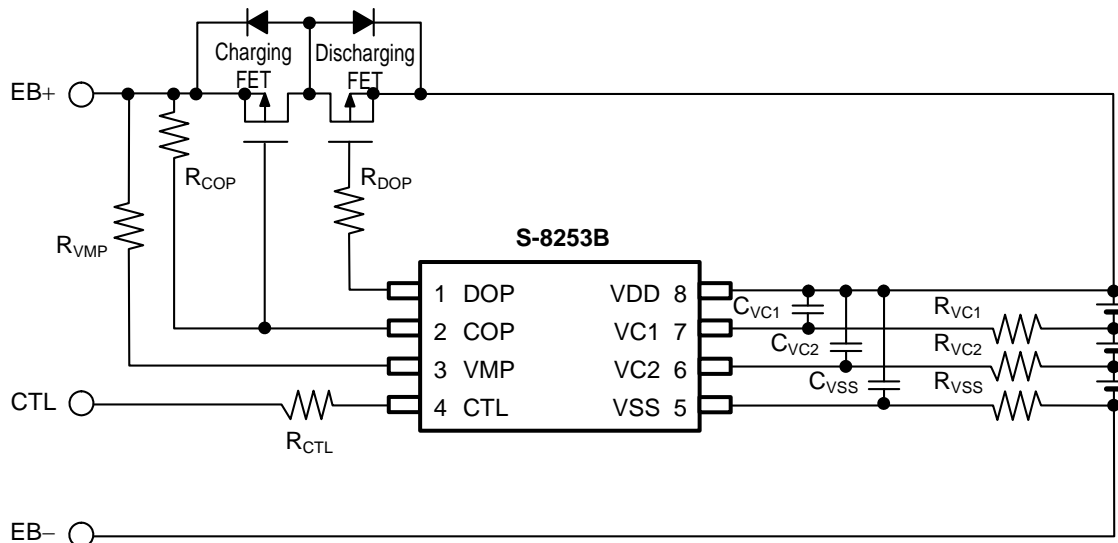 Charging Discharging
FET FET
EB+
RCOP
RDOP
RVMP
S-8253B
1 DOP VDD 8
2 COP VC1 7
3 VMP VC2 6
4 CTL VSS 5
CVC1
RVC1
CVC2
RVC2
CVSS
RVSS
CTL
RCTL
EB−